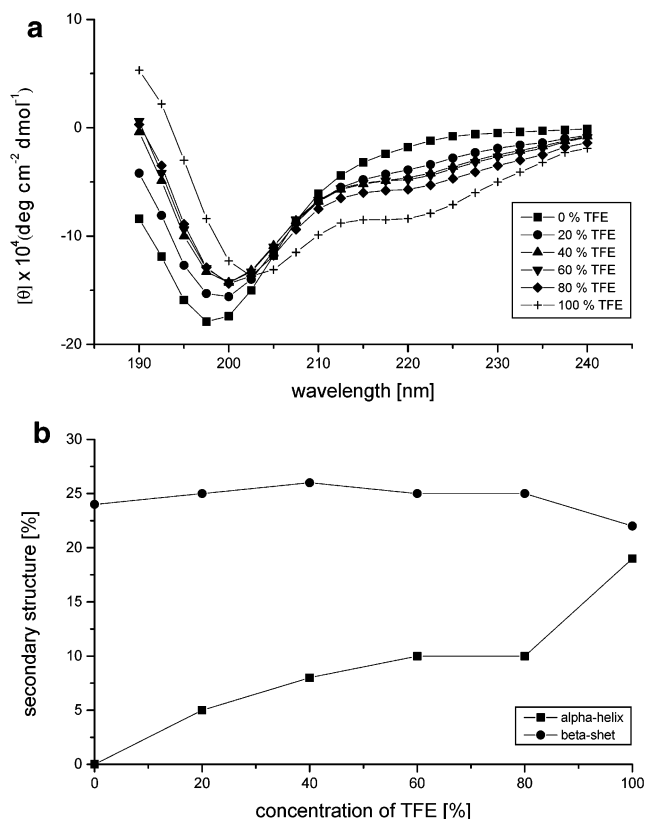 a
-10
0
-10
-20
[θ] x 10⁴(deg cm⁻² dmol⁻¹)
190
200
210
220
230
240
wavelength [nm]
0 % TFE
20 % TFE
40 % TFE
60 % TFE
80 % TFE
100 % TFE
b
30
25
20
15
10
5
0
secondary structure [%]
0
20
40
60
80
100
concentration of TFE [%]
alpha-helix
beta-shet